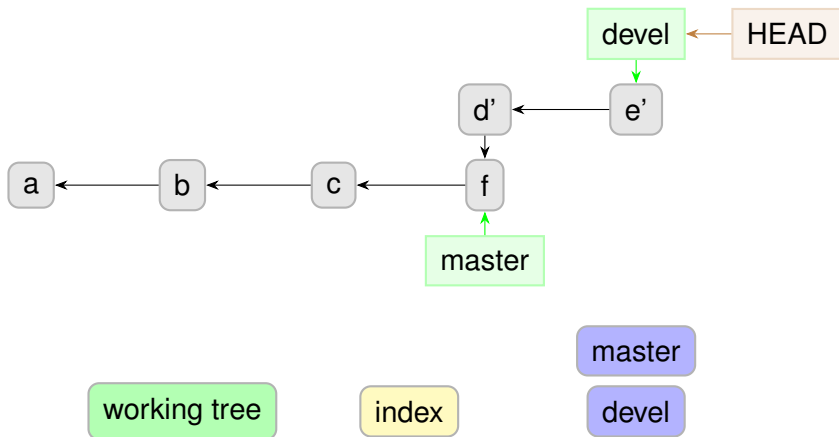 devel
HEAD
d’
e’
a
b
c
f
master
master
working tree
index
devel